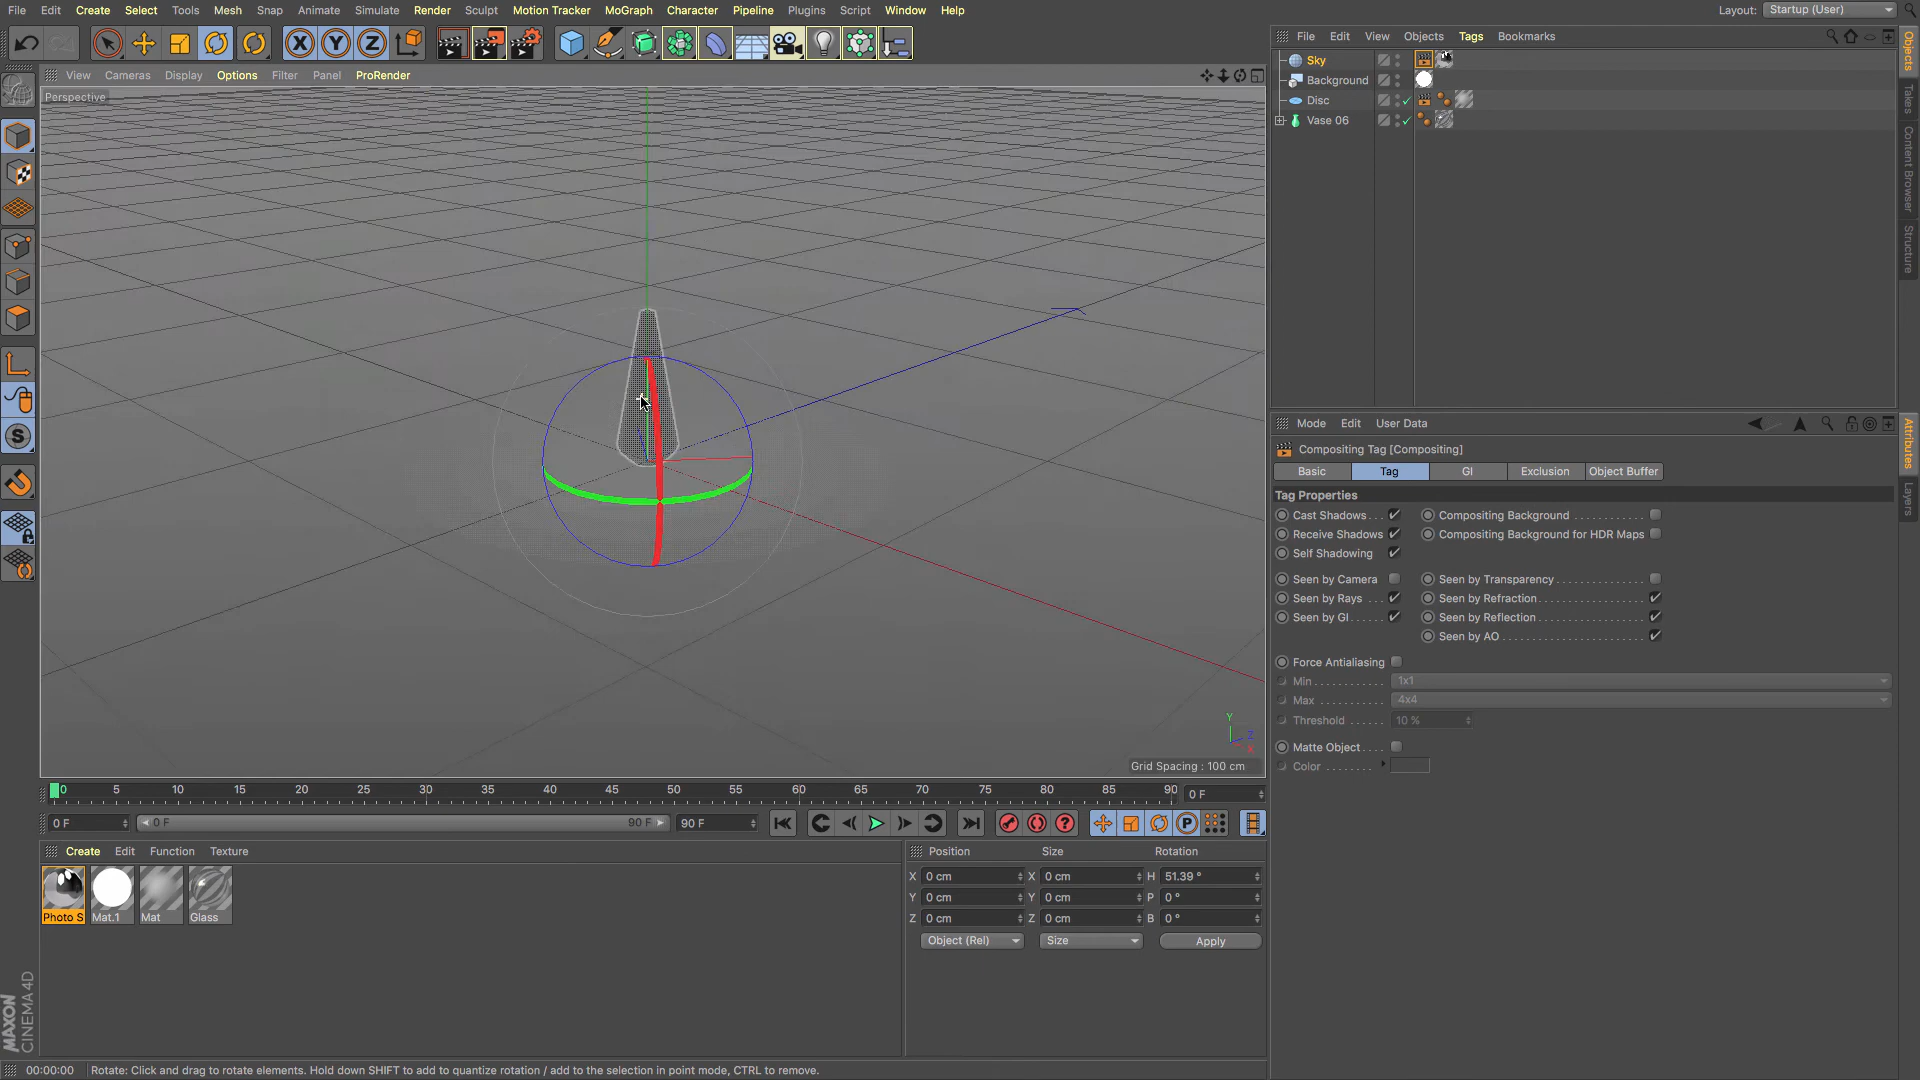 File Edit Create Select Tools Mesh Snap Animate Simulate Render Sculpt Motion Tracker MoGraph Character Pipeline Plugins Script Window Help
Layout: Startup (User)
View Cameras Display Options Filter Panel ProRender
Perspective
Grid Spacing : 100 cm
Y
Z
X
X Y Z
S
File Edit View Objects Tags Bookmarks
Sky
Background
Disc
Vase 06
Objects
Takes
Content Browser
Structure
Mode Edit User Data
Compositing Tag [Compositing]
Basic Tag GI Exclusion Object Buffer
Tag Properties
Cast Shadows . . . Compositing Background . . . . . . . . . . . .
Receive Shadows Compositing Background for HDR Maps
Self Shadowing
Seen by Camera Seen by Transparency . . . . . . . . . . . . . . .
Seen by Rays . . . . Seen by Refraction . . . . . . . . . . . . . . . . . .
Seen by GI . . . . . . Seen by Reflection . . . . . . . . . . . . . . . . . .
Seen by AO . . . . . . . . . . . . . . . . . . . . . . . .
Force Antialiasing
Min . . . . . . . . . . . 1x1
Max . . . . . . . . . . . 4x4
Threshold . . . . . . 10 %
Matte Object . . . .
Color . . . . . . . .
Attributes
Layers
0 5 10 15 20 25 30 35 40 45 50 55 60 65 70 75 80 85 90 0 F
0 F 0 F 90 F 90 F
P
Create Edit Function Texture
Photo S Mat.1 Mat Glass
Position Size Rotation
X 0 cm X 0 cm H 51.39 °
Y 0 cm Y 0 cm P 0 °
Z 0 cm Z 0 cm B 0 °
Object (Rel) Size Apply
MAXON
CINEMA 4D
00:00:00 Rotate: Click and drag to rotate elements. Hold down SHIFT to add to quantize rotation / add to the selection in point mode, CTRL to remove.